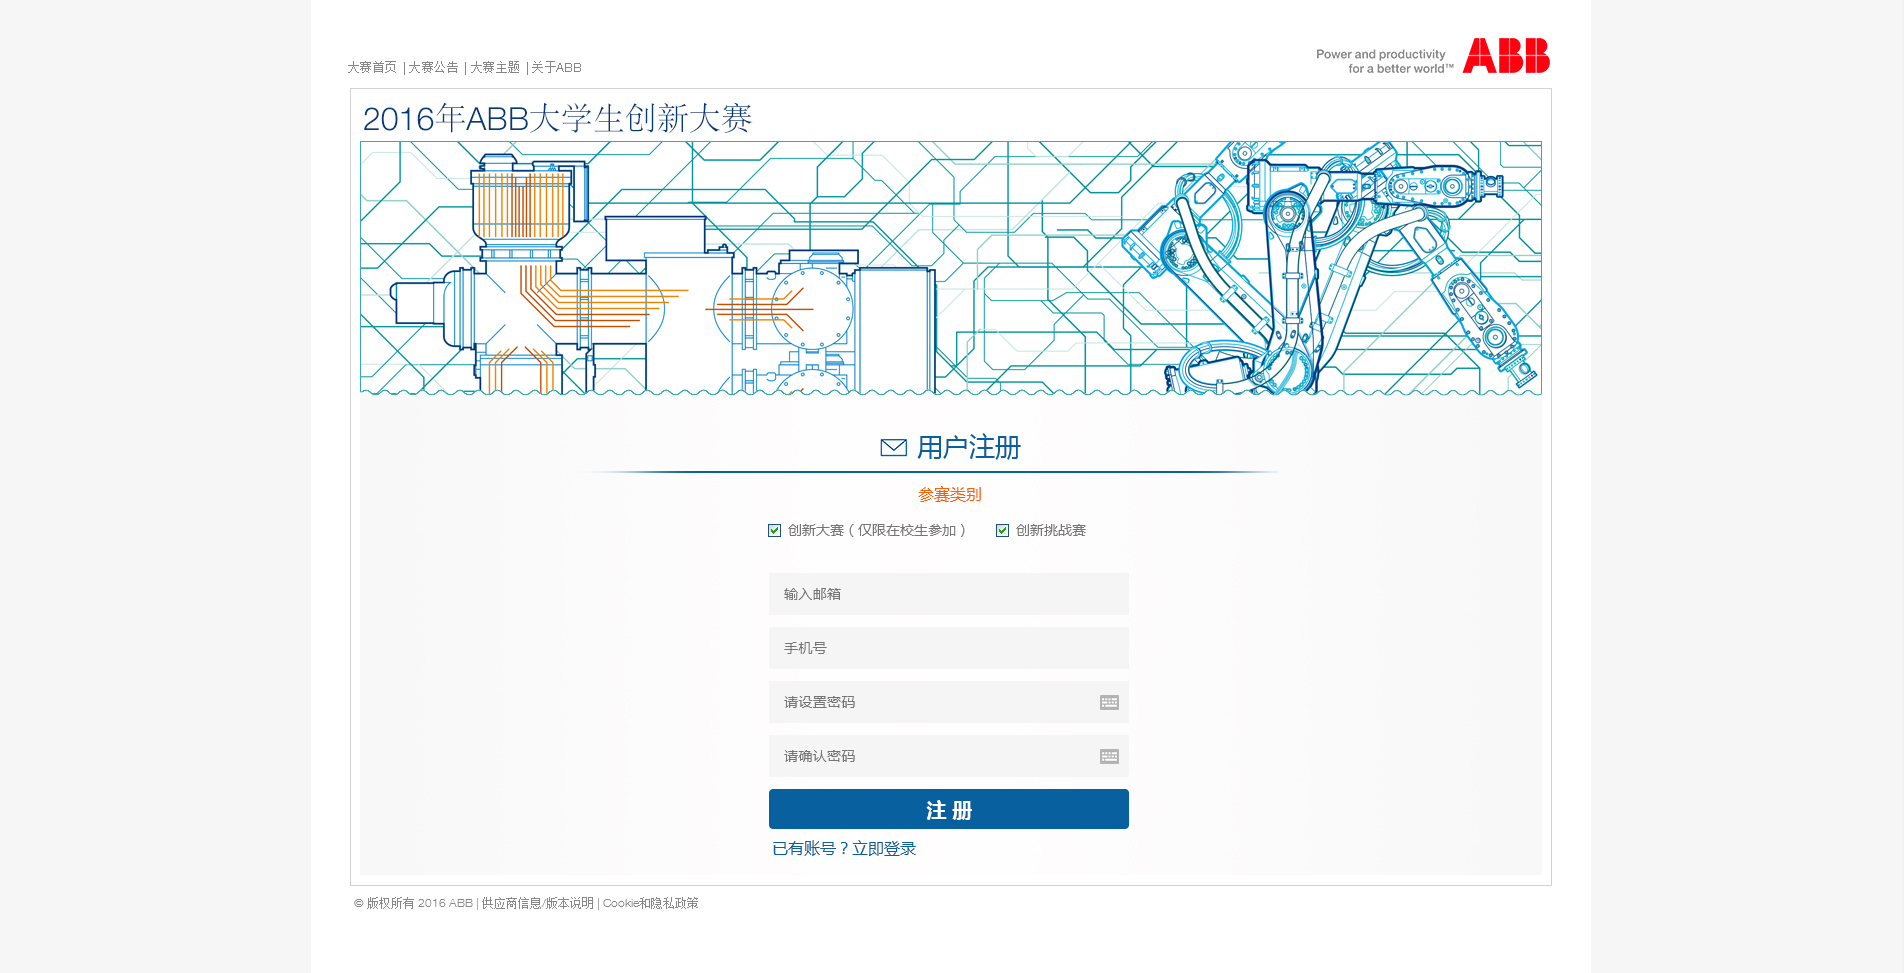 大赛首页 | 大赛公告 | 大赛主题 | 关于ABB
Power and productivity
for a better world™
ABB
2016年ABB大学生创新大赛
用户注册
参赛类别
创新大赛（仅限在校生参加） 创新挑战赛
输入邮箱
手机号
请设置密码
请确认密码
注 册
已有账号？立即登录
© 版权所有 2016 ABB | 供应商信息/版本说明 | Cookie和隐私政策